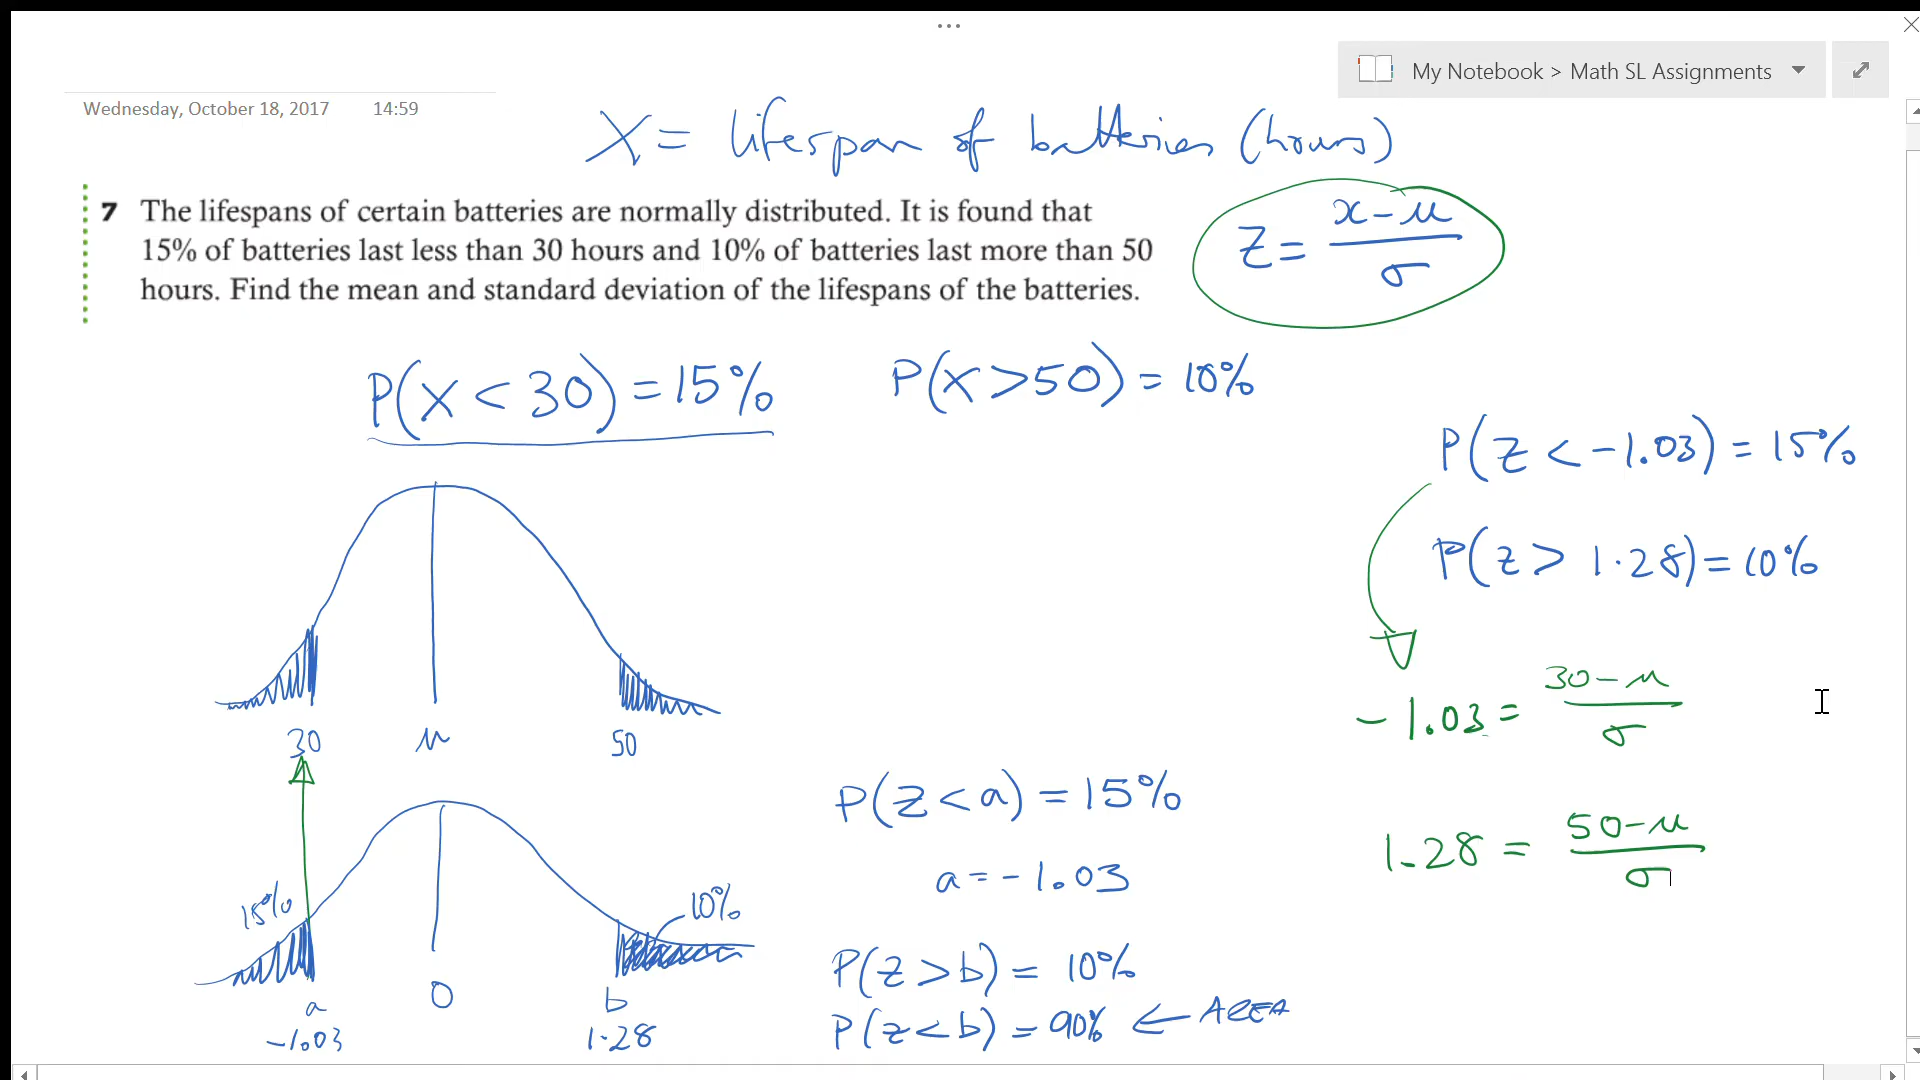 ...
My Notebook > Math SL Assignments
Wednesday, October 18, 2017 14:59
X = lifespan of batteries (hours)
7 The lifespans of certain batteries are normally distributed. It is found that
15% of batteries last less than 30 hours and 10% of batteries last more than 50
hours. Find the mean and standard deviation of the lifespans of the batteries.
z = (x - μ) / σ
P(X < 30) = 15%
P(X > 50) = 10%
P(Z < -1.03) = 15%
P(Z > 1.28) = 10%
30 μ 50
-1.03 = (30 - μ) / σ
1.28 = (50 - μ) / σ
P(Z < a) = 15%
a = -1.03
15%
10%
a 0 b
-1.03 1.28
P(Z > b) = 10%
P(Z < b) = 90% ← AREA